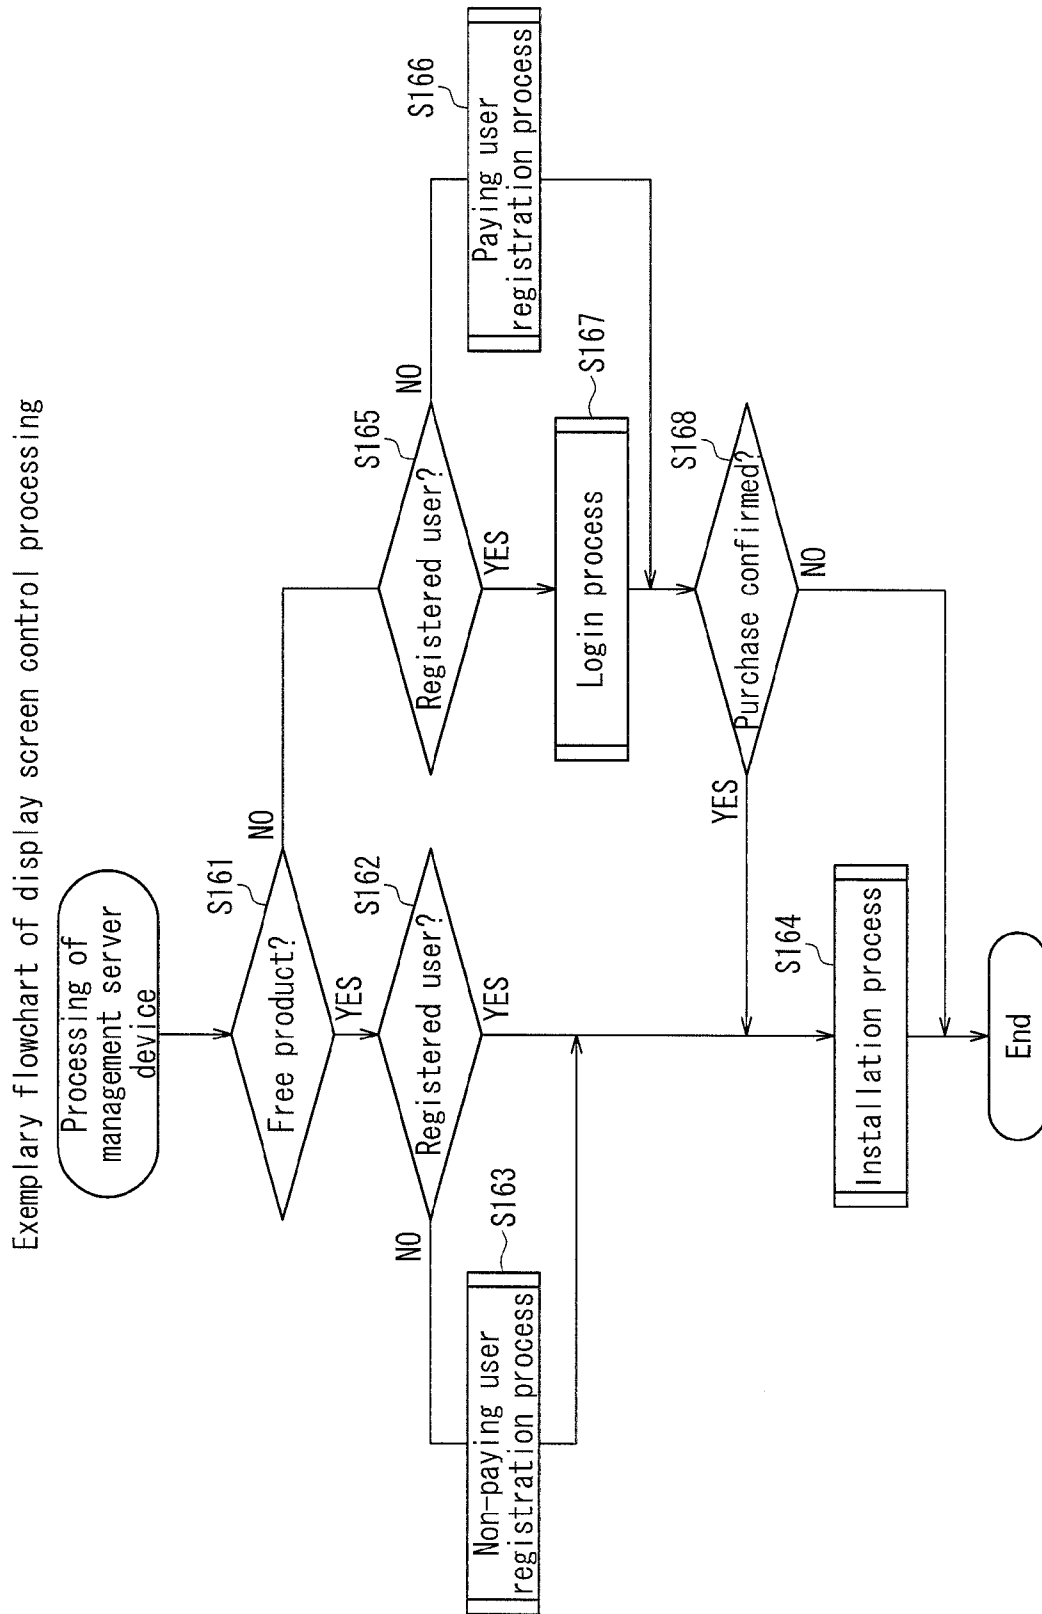 Exemplary flowchart of display screen control processing
Processing of
management server
device
S161
Free product?
NO
YES
S162
Registered user?
NO
YES
S163
Non-paying user
registration process
S165
Registered user?
NO
YES
S166
Paying user
registration process
S167
Login process
S168
Purchase confirmed?
YES
NO
S164
Installation process
End